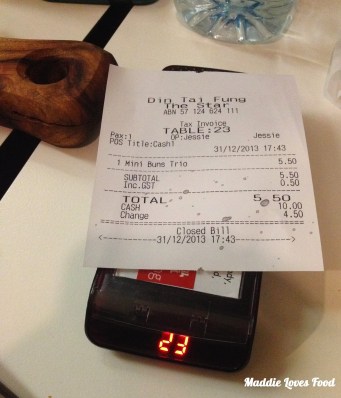 Din Tai Fung
The Star
ABN 57 124 624 111
Tax Invoice
TABLE:23
Pax:1 OP:Jessie Jessie
POS Title:Cash1
31/12/2013 17:43
1 Mini Buns Trio 5.50
SUBTOTAL 5.50
Inc.GST 0.50
TOTAL 5.50
CASH 10.00
Change 4.50
Closed Bill
31/12/2013 17:43
23
Maddie Loves Food